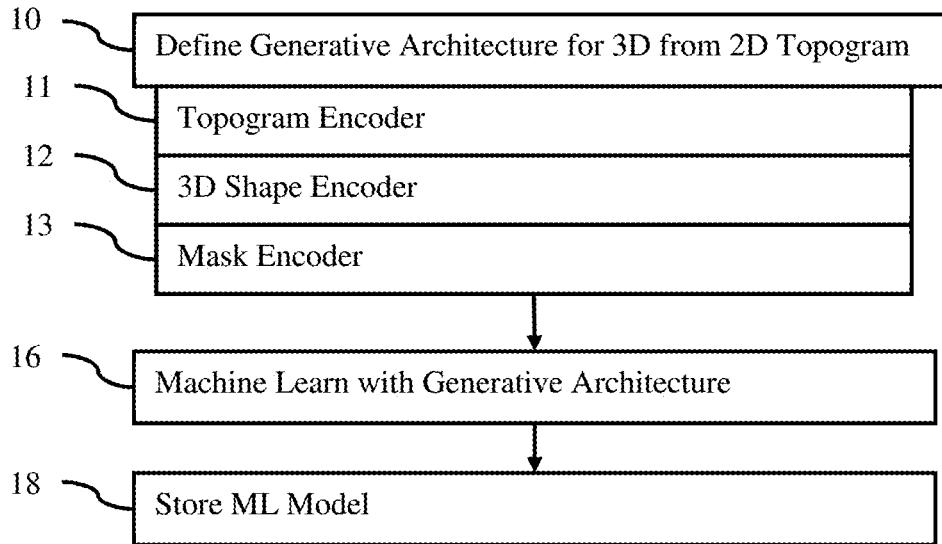 10 Define Generative Architecture for 3D from 2D Topogram
11 Topogram Encoder
12 3D Shape Encoder
13 Mask Encoder
16 Machine Learn with Generative Architecture
18 Store ML Model